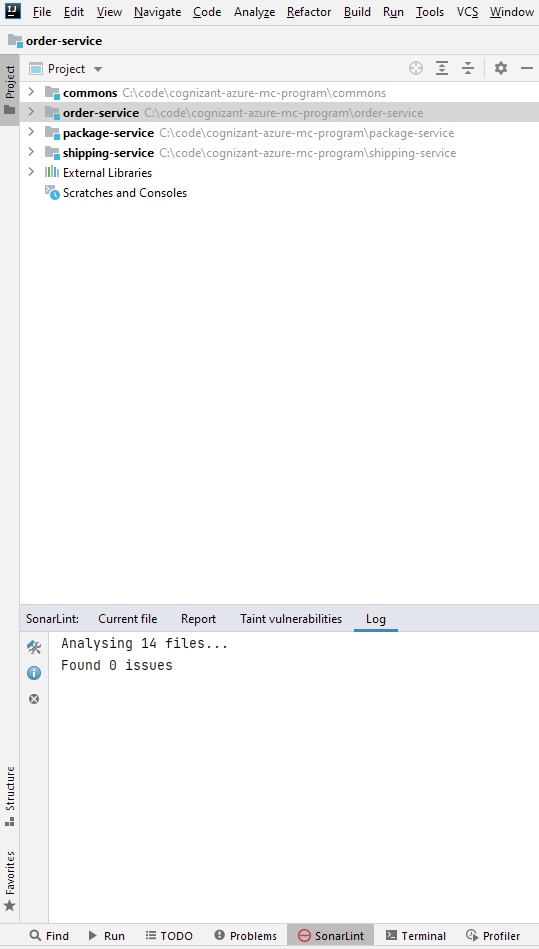 IJ File Edit View Navigate Code Analyze Refactor Build Run Tools VCS Window
order-service
Project
Project
commons C:\code\cognizant-azure-mc-program\commons
order-service C:\code\cognizant-azure-mc-program\order-service
package-service C:\code\cognizant-azure-mc-program\package-service
shipping-service C:\code\cognizant-azure-mc-program\shipping-service
External Libraries
Scratches and Consoles
SonarLint: Current file Report Taint vulnerabilities Log
Analysing 14 files...
Found 0 issues
Structure
Favorites
Find Run TODO Problems SonarLint Terminal Profiler